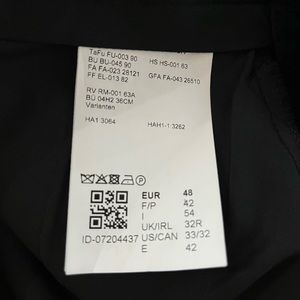 TaFu FU-003 90
HS HS-001 63
BU BU-045 90
FA FA-023 26121
GFA FA-043 26510
FF EL-013 82
RV RM-001 63A
BÜ 04H2 36CM
Varianten
HA1 3064
HAH1-1 3262
EUR 48
F/P 42
I 54
UK/IRL 32R
US/CAN 33/32
E 42
ID-07204437